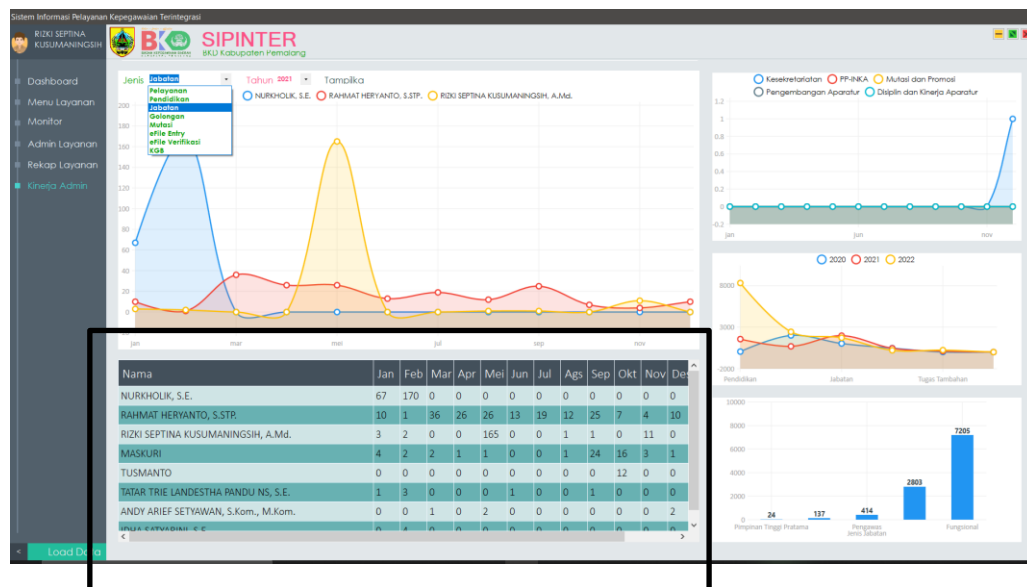 Sistem Informasi Pelayanan Kepegawaian Terintegrasi
RIZKI SEPTINA
KUSUMANINGSIH
BKD
SIPINTER
BKD Kabupaten Pemalang
Dashboard
Menu Layanan
Monitor
Admin Layanan
Rekap Layanan
Kinerja Admin
< Load Data
Jenis Jabatan Tahun 2021 Tampilka
Pelayanan
Pendidikan
Jabatan
Golongan
Mutasi
eFile Entry
eFile Verifikasi
KGB
NURKHOLIK, S.E. RAHMAT HERYANTO, S.STP. RIZKI SEPTINA KUSUMANINGSIH, A.Md.
200
180
160
140
120
100
80
60
40
20
0
jan mar mei jul sep nov
Nama Jan Feb Mar Apr Mei Jun Jul Ags Sep Okt Nov De
NURKHOLIK, S.E. 67 170 0 0 0 0 0 0 0 0 0 0
RAHMAT HERYANTO, S.STP. 10 1 36 26 26 13 19 12 25 7 4 10
RIZKI SEPTINA KUSUMANINGSIH, A.Md. 3 2 0 0 165 0 0 1 1 0 11 0
MASKURI 4 2 2 1 1 0 0 1 24 16 3 1
TUSMANTO 0 0 0 0 0 0 0 0 0 12 0 0
TATAR TRIE LANDESTHA PANDU NS, S.E. 1 3 0 0 0 1 0 0 1 0 0 0
ANDY ARIEF SETYAWAN, S.Kom., M.Kom. 0 0 1 0 2 0 0 0 0 0 0 2
Kesekretariatan PP-INKA Mutasi dan Promosi
Pengembangan Aparatur Disiplin dan Kinerja Aparatur
1.2
1
0.8
0.6
0.4
0.2
0
-0.2
jan jun nov
2020 2021 2022
8000
3000
-2000
Pendidikan Jabatan Tugas Tambahan
10000
8000
6000
4000
2000
0
24 137 414 2803 7205
Pimpinan Tinggi Pratama Pengawas Fungsional
Jenis Jabatan